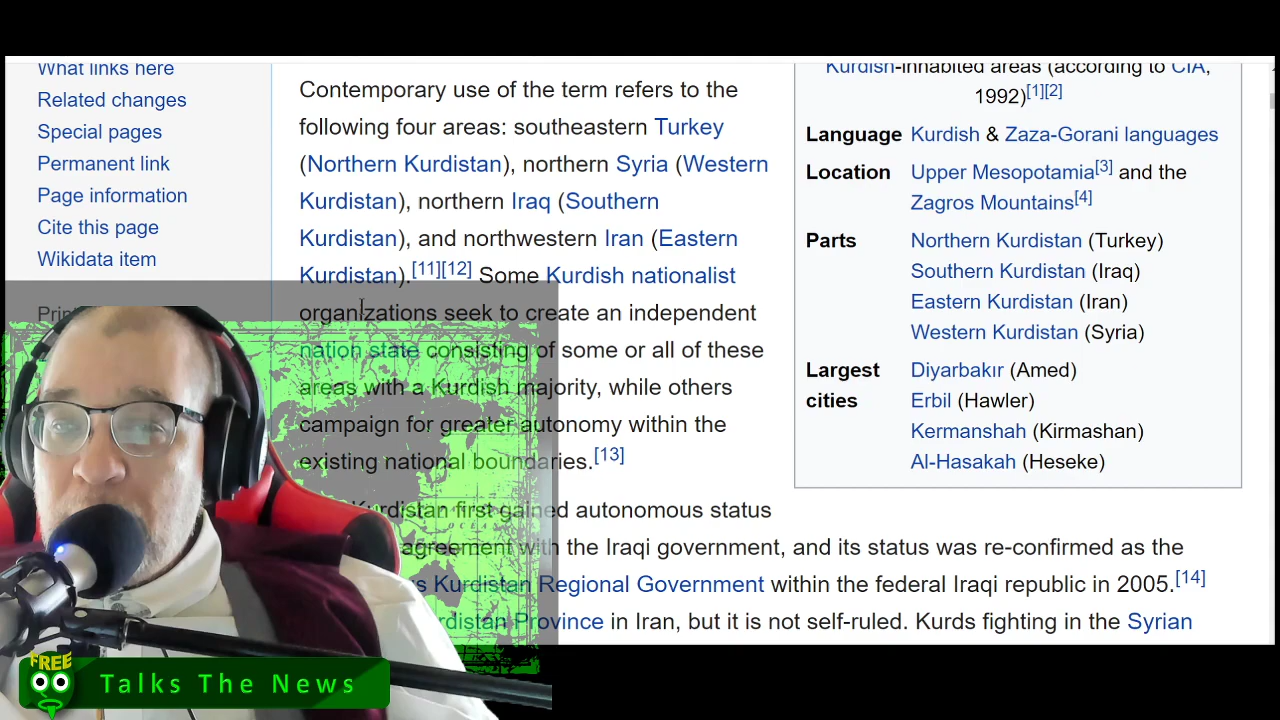 What links here
Related changes
Special pages
Permanent link
Page information
Cite this page
Wikidata item
Contemporary use of the term refers to the
following four areas: southeastern Turkey
(Northern Kurdistan), northern Syria (Western
Kurdistan), northern Iraq (Southern
Kurdistan), and northwestern Iran (Eastern
Kurdistan).[11][12] Some Kurdish nationalist
organizations seek to create an independent
nation state consisting of some or all of these
areas with a Kurdish majority, while others
campaign for greater autonomy within the
existing national boundaries.[13]
Kurdistan first gained autonomous status
agreement with the Iraqi government, and its status was re-confirmed as the
Kurdistan Regional Government within the federal Iraqi republic in 2005.[14]
Province in Iran, but it is not self-ruled. Kurds fighting in the Syrian
Kurdish-inhabited areas (according to CIA,
1992)[1][2]
Language Kurdish & Zaza-Gorani languages
Location Upper Mesopotamia[3] and the
Zagros Mountains[4]
Parts Northern Kurdistan (Turkey)
Southern Kurdistan (Iraq)
Eastern Kurdistan (Iran)
Western Kurdistan (Syria)
Largest cities Diyarbakır (Amed)
Erbil (Hawler)
Kermanshah (Kirmashan)
Al-Hasakah (Heseke)
FREE
Talks The News